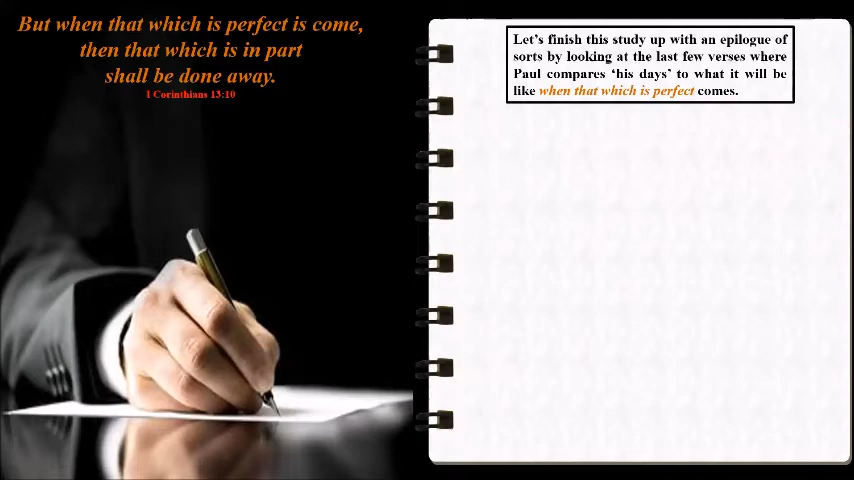 But when that which is perfect is come,
then that which is in part
shall be done away.
I Corinthians 13:10
Let's finish this study up with an epilogue of
sorts by looking at the last few verses where
Paul compares ‘his days’ to what it will be
like when that which is perfect comes.